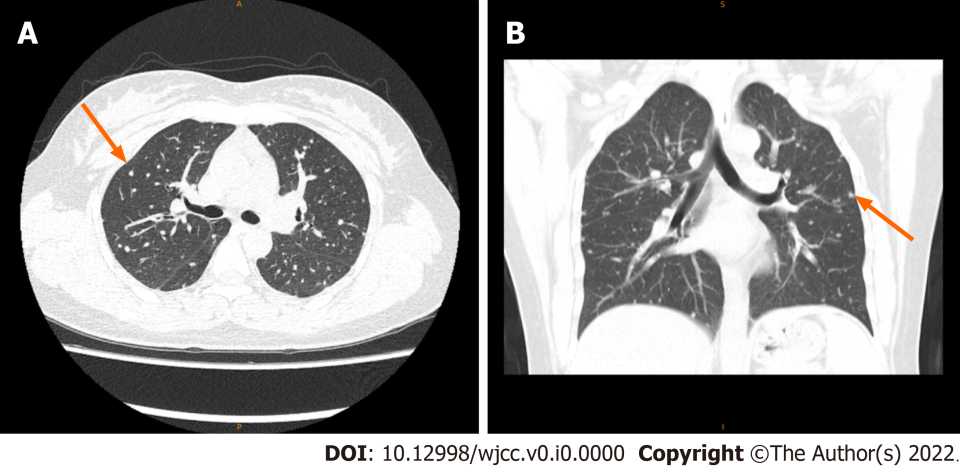 A
S
A
B
P
I
DOI: 10.12998/wjcc.v0.i0.0000 Copyright ©The Author(s) 2022.